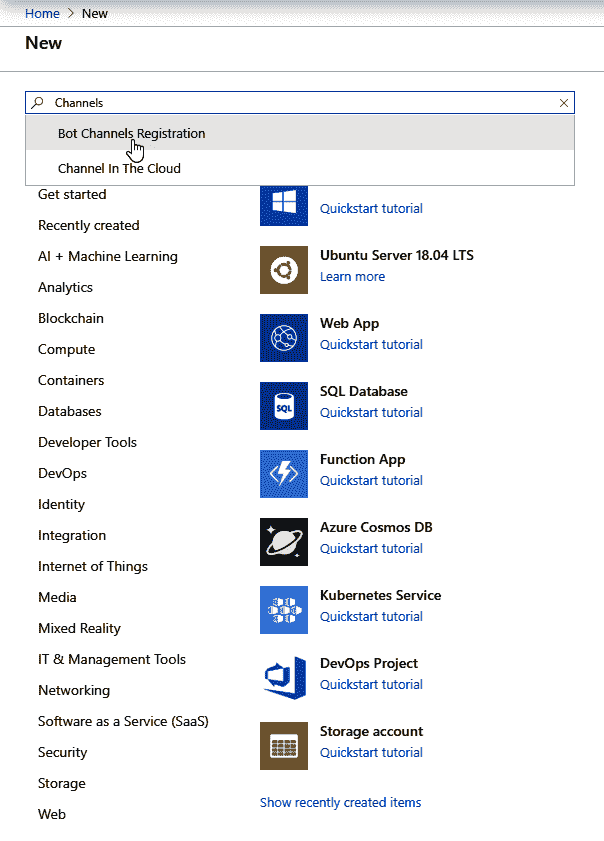 Home > New
New
Channels
Bot Channels Registration
Channel In The Cloud
Get started
Recently created
AI + Machine Learning
Analytics
Blockchain
Compute
Containers
Databases
Developer Tools
DevOps
Identity
Integration
Internet of Things
Media
Mixed Reality
IT & Management Tools
Networking
Software as a Service (SaaS)
Security
Storage
Web
Quickstart tutorial
Ubuntu Server 18.04 LTS
Learn more
Web App
Quickstart tutorial
SQL
SQL Database
Quickstart tutorial
Function App
Quickstart tutorial
Azure Cosmos DB
Quickstart tutorial
Kubernetes Service
Quickstart tutorial
DevOps Project
Quickstart tutorial
Storage account
Quickstart tutorial
Show recently created items